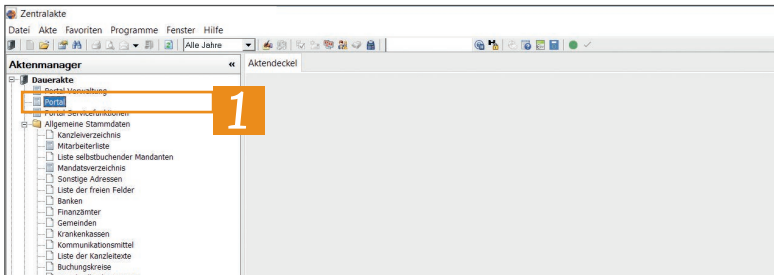 Zentralakte
Datei Akte Favoriten Programme Fenster Hilfe
Alle Jahre
Aktenmanager «
Aktendeckel
Dauerakte
Portal Verwaltung
Portal
1
Portal Servicefunktionen
Allgemeine Stammdaten
Kanzleiverzeichnis
Mitarbeiterliste
Liste selbstbuchender Mandanten
Mandatsverzeichnis
Sonstige Adressen
Liste der freien Felder
Banken
Finanzämter
Gemeinden
Krankenkassen
Kommunikationsmittel
Liste der Kanzleitexte
Buchungskreise